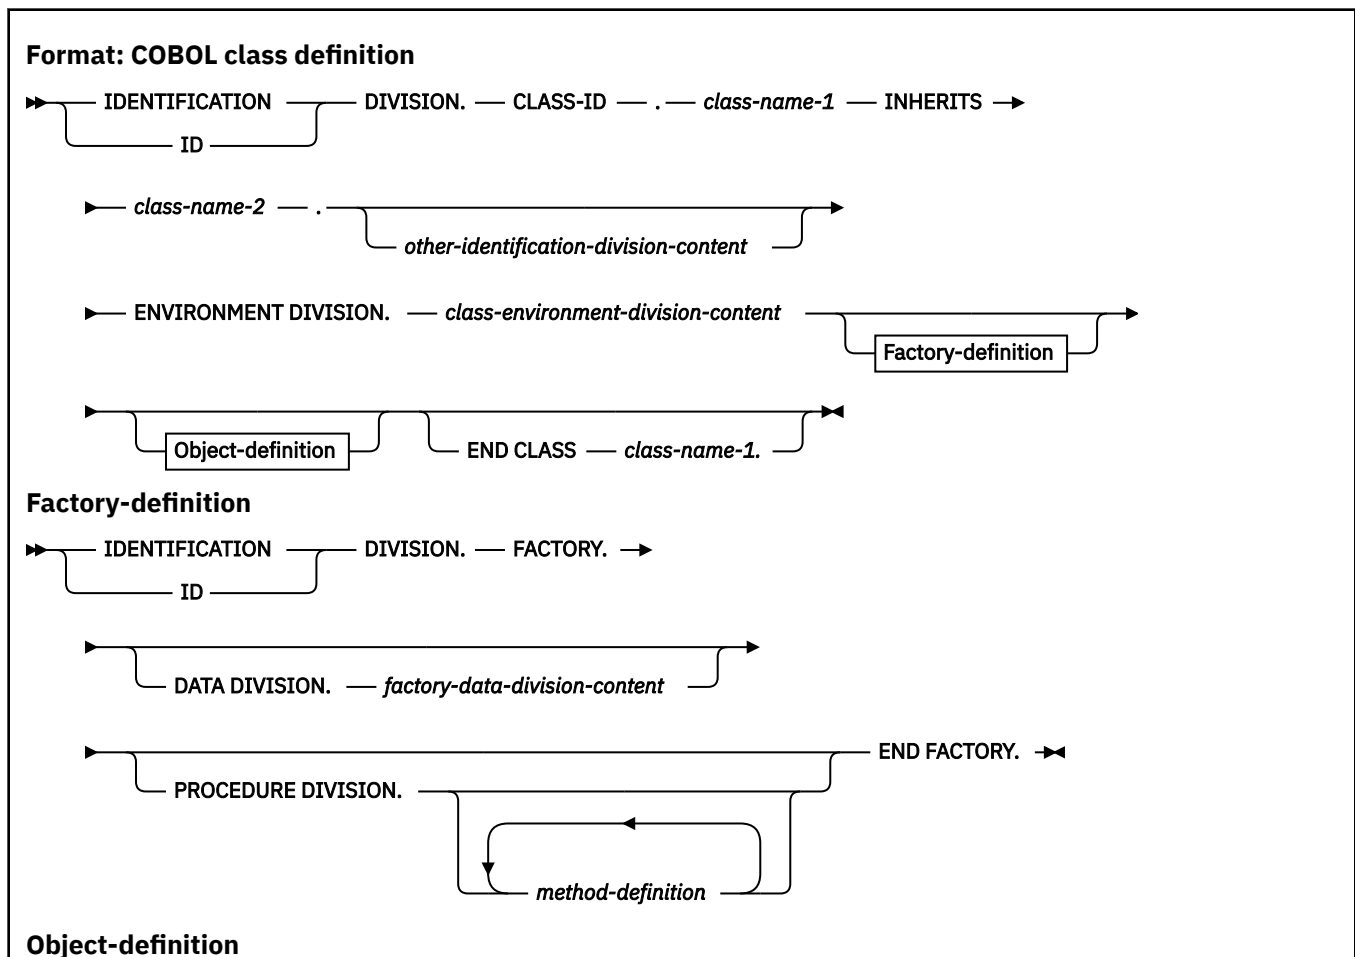 Format: COBOL class definition
IDENTIFICATION DIVISION. CLASS-ID . class-name-1 INHERITS
ID
class-name-2 .
other-identification-division-content
ENVIRONMENT DIVISION. class-environment-division-content
Factory-definition
Object-definition
END CLASS class-name-1.
Factory-definition
IDENTIFICATION DIVISION. FACTORY.
ID
DATA DIVISION. factory-data-division-content
END FACTORY.
PROCEDURE DIVISION.
method-definition
Object-definition